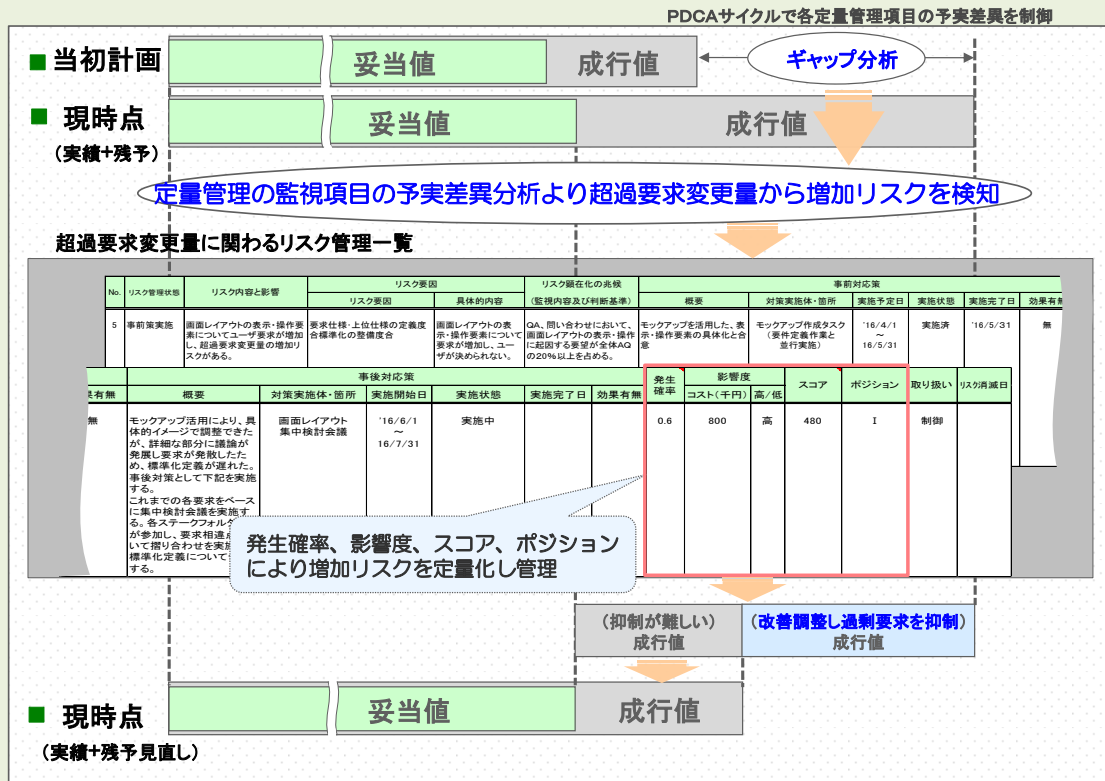 PDCAサイクルで各定量管理項目の予実差異を制御
■当初計画
妥当値
成行値
ギャップ分析
■ 現時点
（実績+残予）
妥当値
成行値
定量管理の監視項目の予実差異分析より超過要求変更量から増加リスクを検知
超過要求変更量に関わるリスク管理一覧
No.
リスク管理状態
リスク内容と影響
リスク要因
リスク要因
具体的内容
リスク顕在化の兆候
（監視内容及び判断基準）
事前対応策
概要
対策実施体・箇所
実施予定日
実施状態
実施完了日
効果有無
5
事前策実施
画面レイアウトの表示・操作要
素についてユーザ要求が増加
し、超過要求変更量の増加リ
スクがある。
要求仕様・上位仕様の定義度
合標準化の整備度合
画面レイアウトの表
示・操作要素について
要求が増加し、ユー
ザが決められない。
QA、問い合わせにおいて、
画面レイアウトの表示・操作
に起因する要望が全体AQ
の20%以上を占める。
モックアップを活用した、表
示・操作要素の具体化と合
意
モックアップ作成タスク
（要件定義作業と
並行実施）
'16/4/1
～
16/5/31
実施済
'16/5/31
無
事後対応策
果有無
概要
対策実施体・箇所
実施開始日
実施状態
実施完了日
効果有無
発生
確率
影響度
コスト（千円）
高/低
スコア
ポジション
取り扱い
リスク消滅日
無
モックアップ活用により、具
体的イメージで調整できた
が、詳細な部分に議論が
発展し要求が発散したた
め、標準化定義が遅れた。
事後対策として下記を実施
する。
これまでの各要求をベース
に集中検討会議を実施す
る。各ステークフォルダ
が参加し、要求相違点
いて摺り合わせを実施
標準化定義について
する。
画面レイアウト
集中検討会議
'16/6/1
～
16/7/31
実施中
0.6
800
高
480
I
制御
発生確率、影響度、スコア、ポジション
により増加リスクを定量化し管理
（抑制が難しい）
成行値
（改善調整し過剰要求を抑制）
成行値
■ 現時点
（実績+残予見直し）
妥当値
成行値